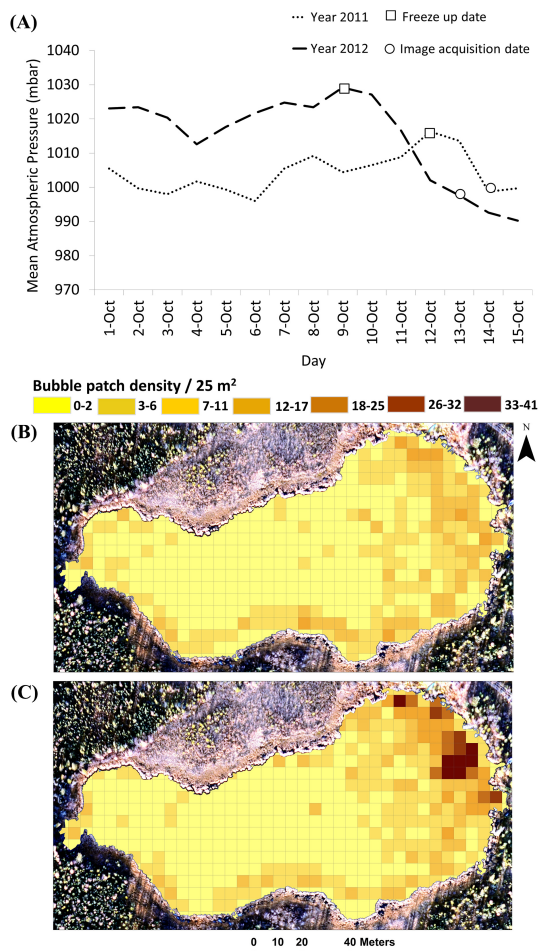 (A)
Year 2011
Freeze up date
Year 2012
Image acquisition date
Mean Atmospheric Pressure (mbar)
1040
1030
1020
1010
1000
990
980
970
1-Oct
2-Oct
3-Oct
4-Oct
5-Oct
6-Oct
7-Oct
8-Oct
9-Oct
10-Oct
11-Oct
12-Oct
13-Oct
14-Oct
15-Oct
Day
Bubble patch density / 25 m²
0-2 3-6 7-11 12-17 18-25 26-32 33-41
(B)
N
(C)
0 10 20 40 Meters